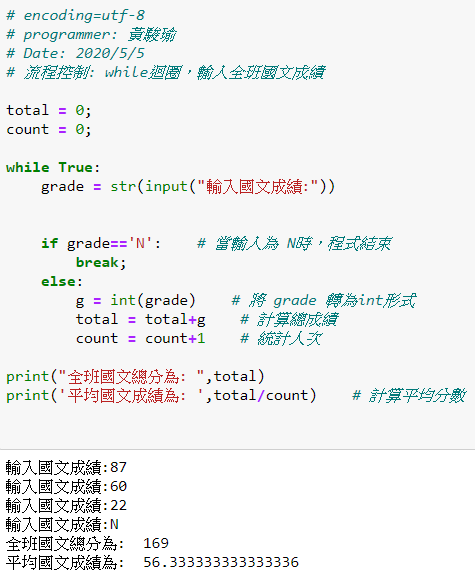 # encoding=utf-8
# programmer: 黃駿瑜
# Date: 2020/5/5
# 流程控制: while迴圈，輸入全班國文成績
total = 0;
count = 0;
while True:
    grade = str(input("輸入國文成績:"))
    if grade=='N':    # 當輸入為 N時，程式結束
        break;
    else:
        g = int(grade)    # 將 grade 轉為int形式
        total = total+g    # 計算總成績
        count = count+1    # 統計人次
print("全班國文總分為: ",total)
print('平均國文成績為: ',total/count)    # 計算平均分數
輸入國文成績:87
輸入國文成績:60
輸入國文成績:22
輸入國文成績:N
全班國文總分為:  169
平均國文成績為:  56.333333333333336